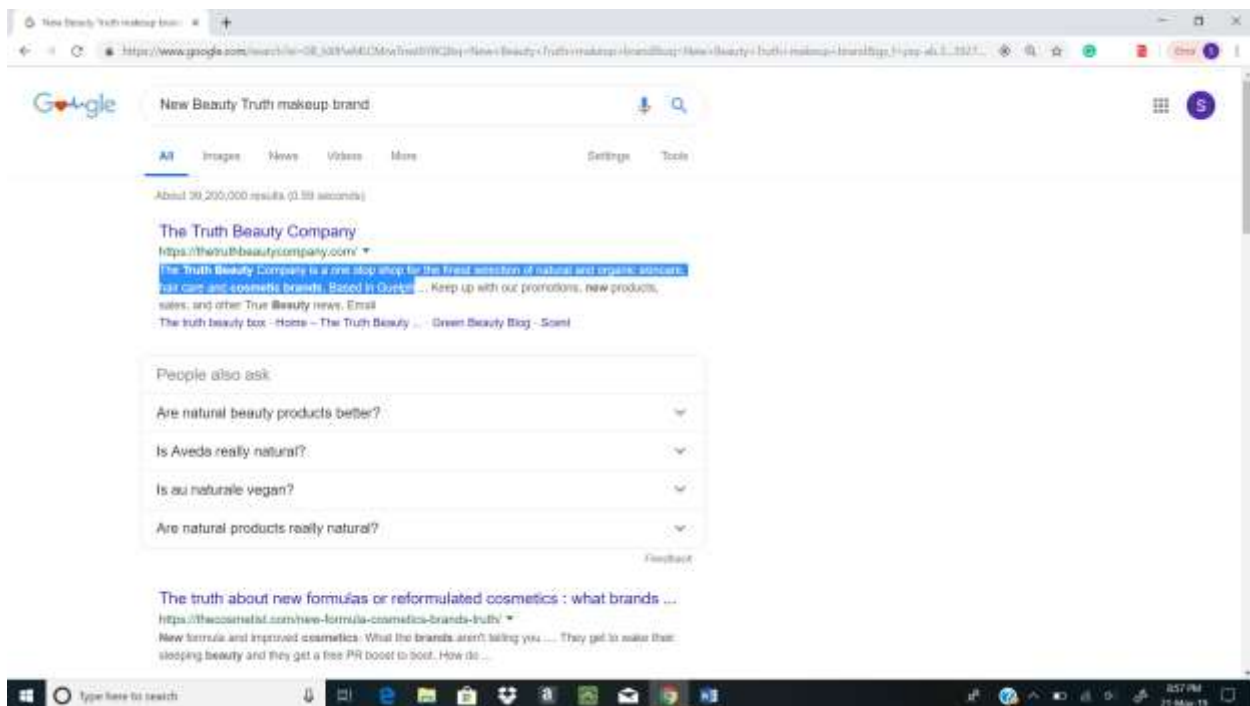 New Beauty Truth makeup bran
https://www.google.com/
Google
New Beauty Truth makeup brand
S
All Images News Videos More Settings Tools
About 39,200,000 results (0.59 seconds)
The Truth Beauty Company
https://thetruthbeautycompany.com/
The Truth Beauty Company is a one stop shop for the finest selection of natural and organic skincare,
hair care and cosmetic brands. Based in Guelph ... Keep up with our promotions, new products,
sales, and other True Beauty news. Email
The truth beauty box - Home – The Truth Beauty ... - Green Beauty Blog - Scent
People also ask
Are natural beauty products better?
Is Aveda really natural?
Is au naturale vegan?
Are natural products really natural?
Feedback
The truth about new formulas or reformulated cosmetics : what brands ...
https://thecosmetist.com/new-formula-cosmetics-brands-truth/
New formula and improved cosmetics: What the brands aren't telling you .... They get to wake their
sleeping beauty and they get a free PR boost to boot. How do ...
Type here to search
8:57 PM